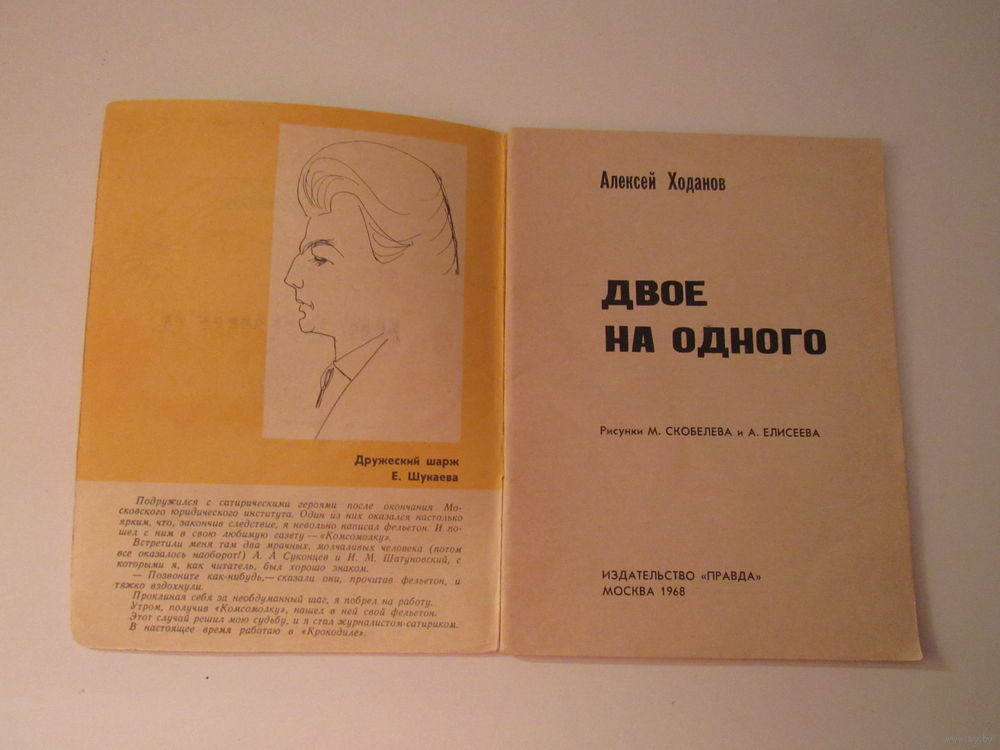 Дружеский шарж
Е. Шукаева
Подружился с сатирическими героями после окончания Мо-
сковского юридического института. Один из них оказался настолько
ярким, что, закончив следствие, я невольно написал фельетон. И по-
шел с ним в свою любимую газету — «Комсомолку».
Встретили меня там два мрачных, молчаливых человека (потом
все оказалось наоборот!) А. А Суконцев и И. М. Шатуновский, с
которыми я, как читатель, был хорошо знаком.
— Позвоните как-нибудь,— сказали они, прочитав фельетон, и
тяжко вздохнули.
Проклиная себя за необдуманный шаг, я побрел на работу.
Утром, получив «Комсомолку», нашел в ней свой фельетон.
Этот случай решил мою судьбу, и я стал журналистом-сатириком.
В настоящее время работаю в «Крокодиле».
Алексей Ходанов
ДВОЕ
НА ОДНОГО
Рисунки М. СКОБЕЛЕВА и А. ЕЛИСЕЕВА
ИЗДАТЕЛЬСТВО «ПРАВДА»
МОСКВА 1968